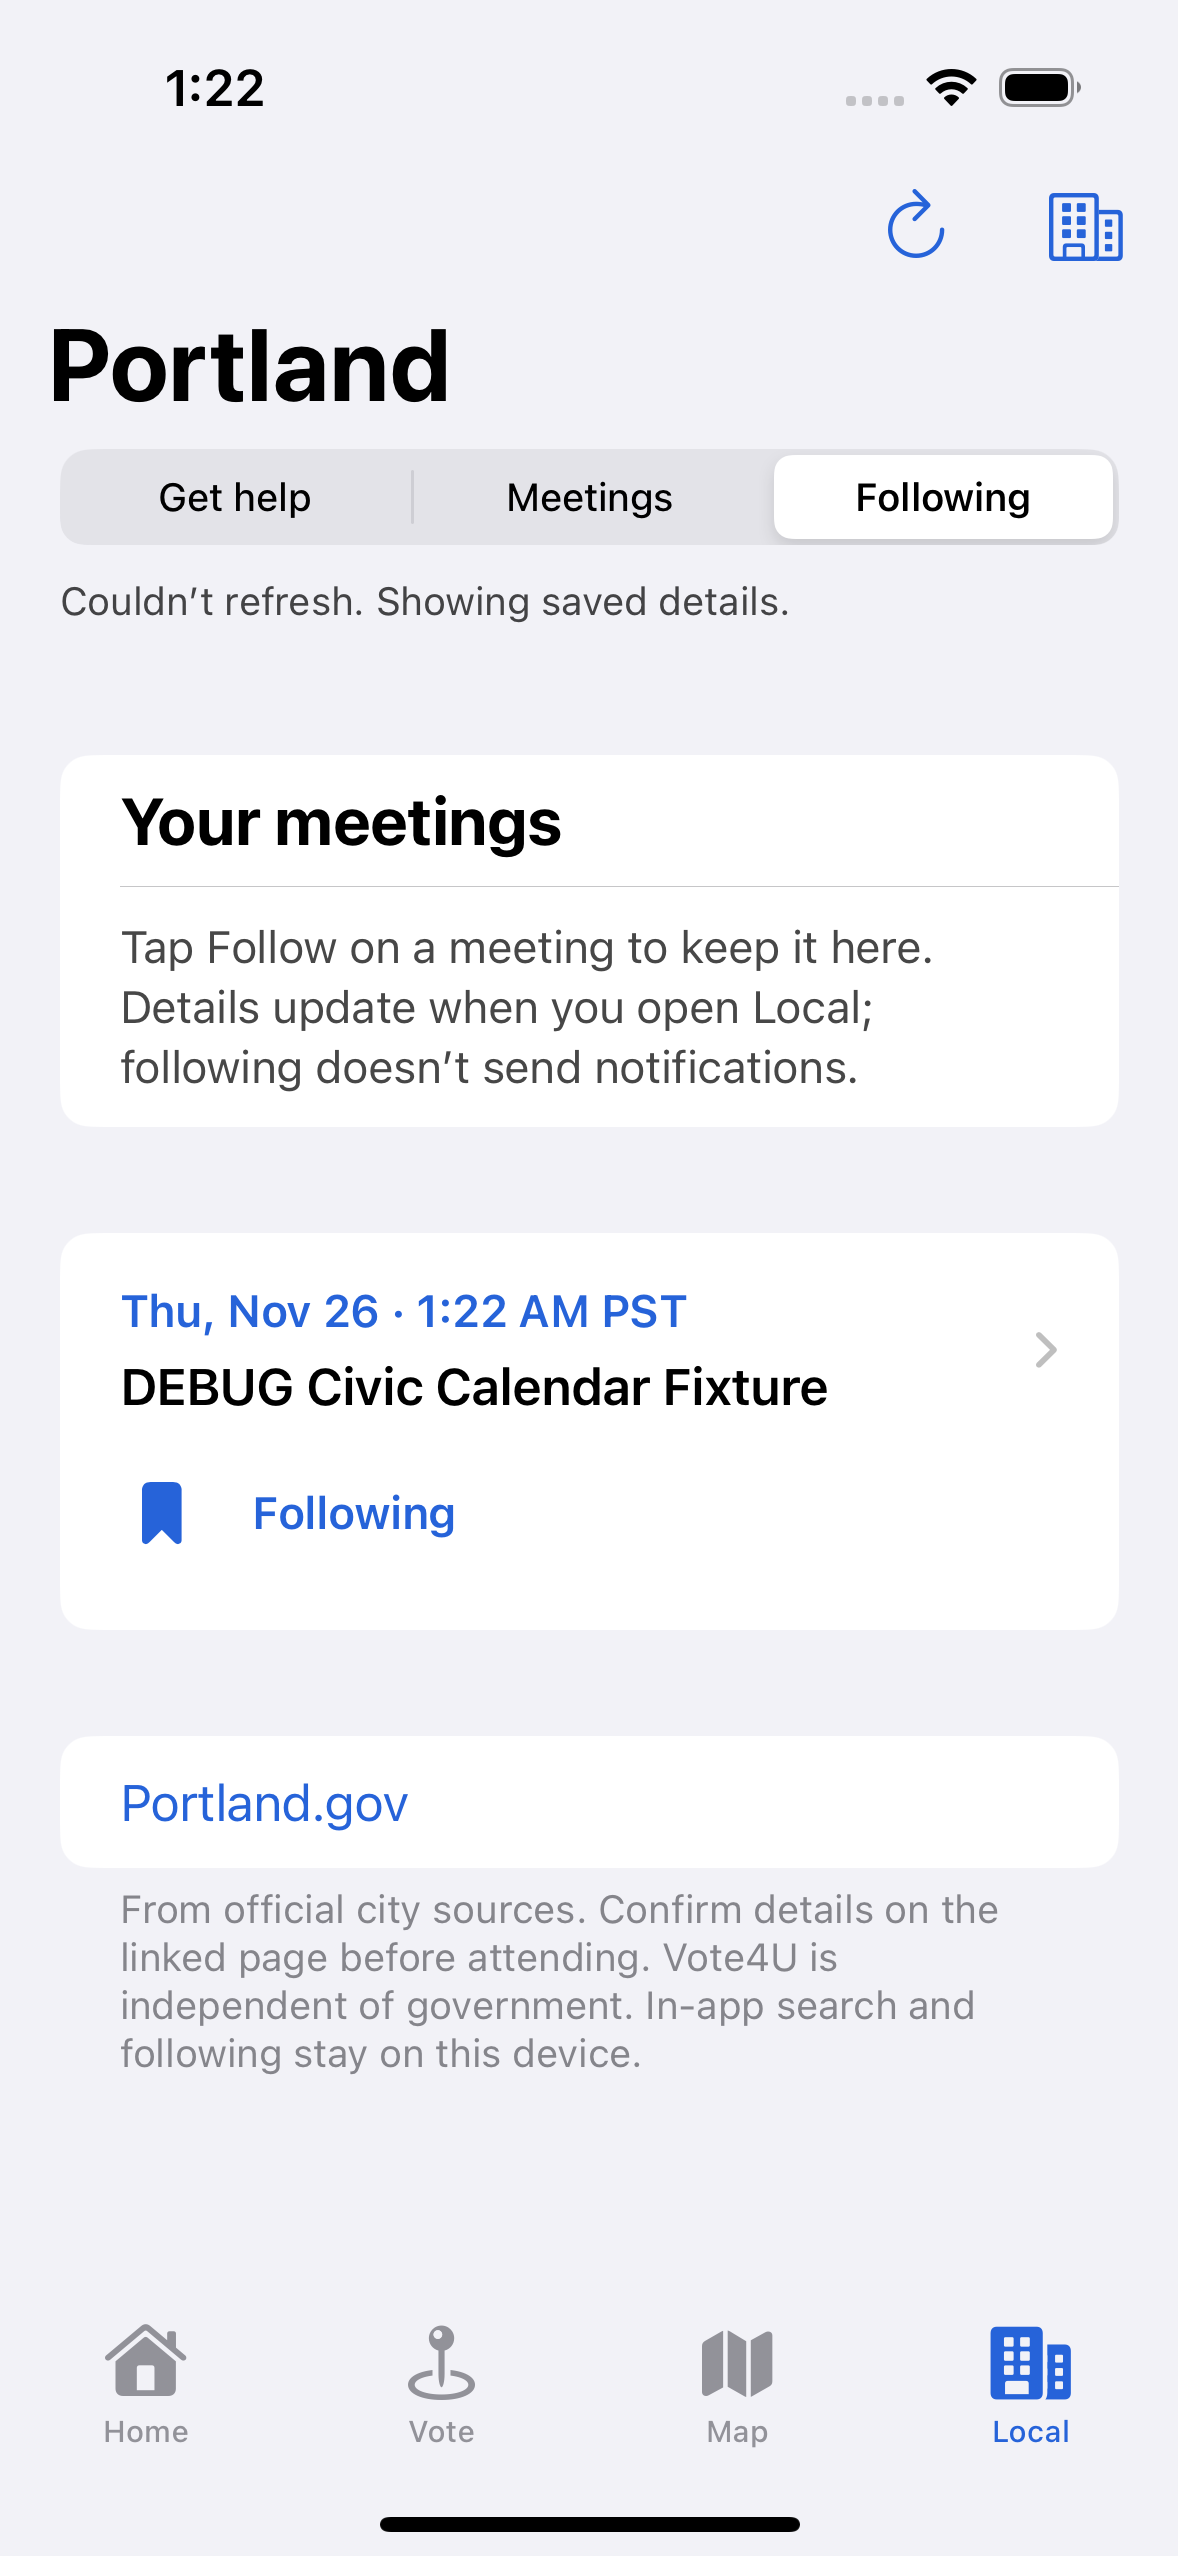 1:22
Portland
Get help
Meetings
Following
Couldn’t refresh. Showing saved details.
Your meetings
Tap Follow on a meeting to keep it here.
Details update when you open Local;
following doesn’t send notifications.
Thu, Nov 26 · 1:22 AM PST
DEBUG Civic Calendar Fixture
Following
Portland.gov
From official city sources. Confirm details on the
linked page before attending. Vote4U is
independent of government. In-app search and
following stay on this device.
Home
Vote
Map
Local